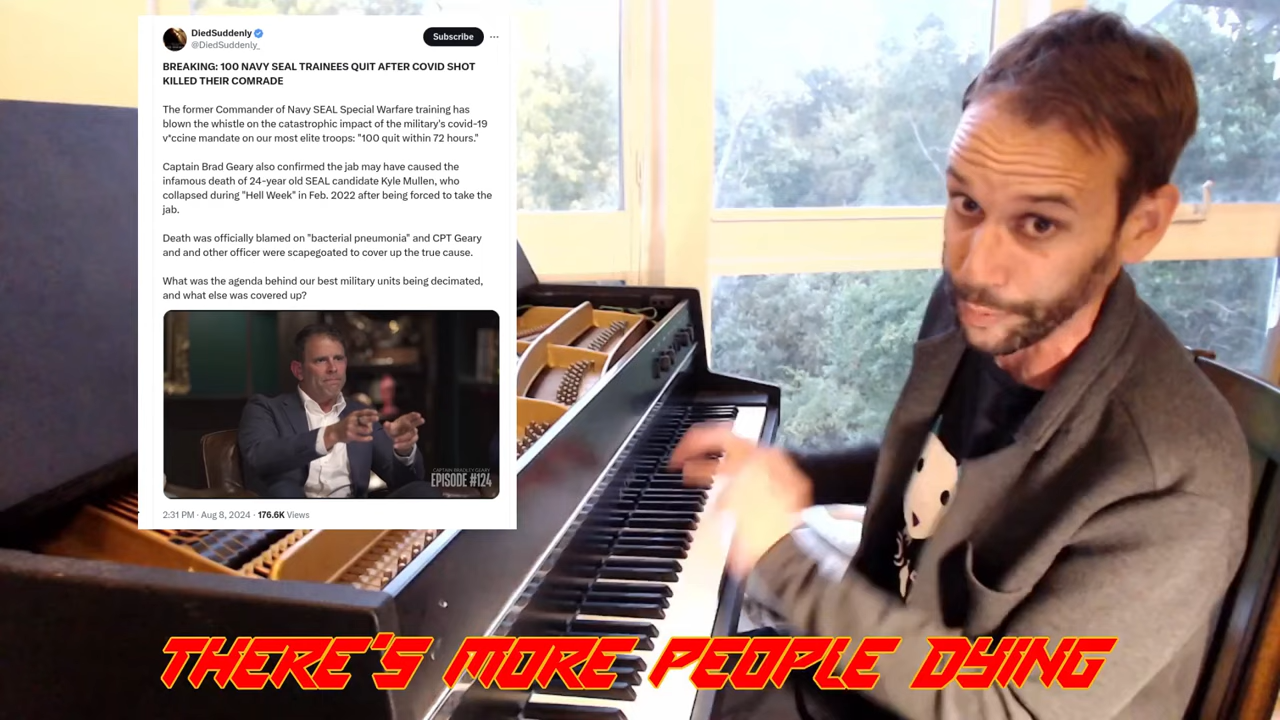 DiedSuddenly
@DiedSuddenly_
Subscribe
BREAKING: 100 NAVY SEAL TRAINEES QUIT AFTER COVID SHOT
KILLED THEIR COMRADE
The former Commander of Navy SEAL Special Warfare training has
blown the whistle on the catastrophic impact of the military's covid-19
v*ccine mandate on our most elite troops: "100 quit within 72 hours."
Captain Brad Geary also confirmed the jab may have caused the
infamous death of 24-year old SEAL candidate Kyle Mullen, who
collapsed during "Hell Week" in Feb. 2022 after being forced to take the
jab.
Death was officially blamed on "bacterial pneumonia" and CPT Geary
and and other officer were scapegoated to cover up the true cause.
What was the agenda behind our best military units being decimated,
and what else was covered up?
CAPTAIN BRADLEY GEARY
EPISODE #124
2:31 PM · Aug 8, 2024 · 176.6K Views
THERE'S MORE PEOPLE DYING